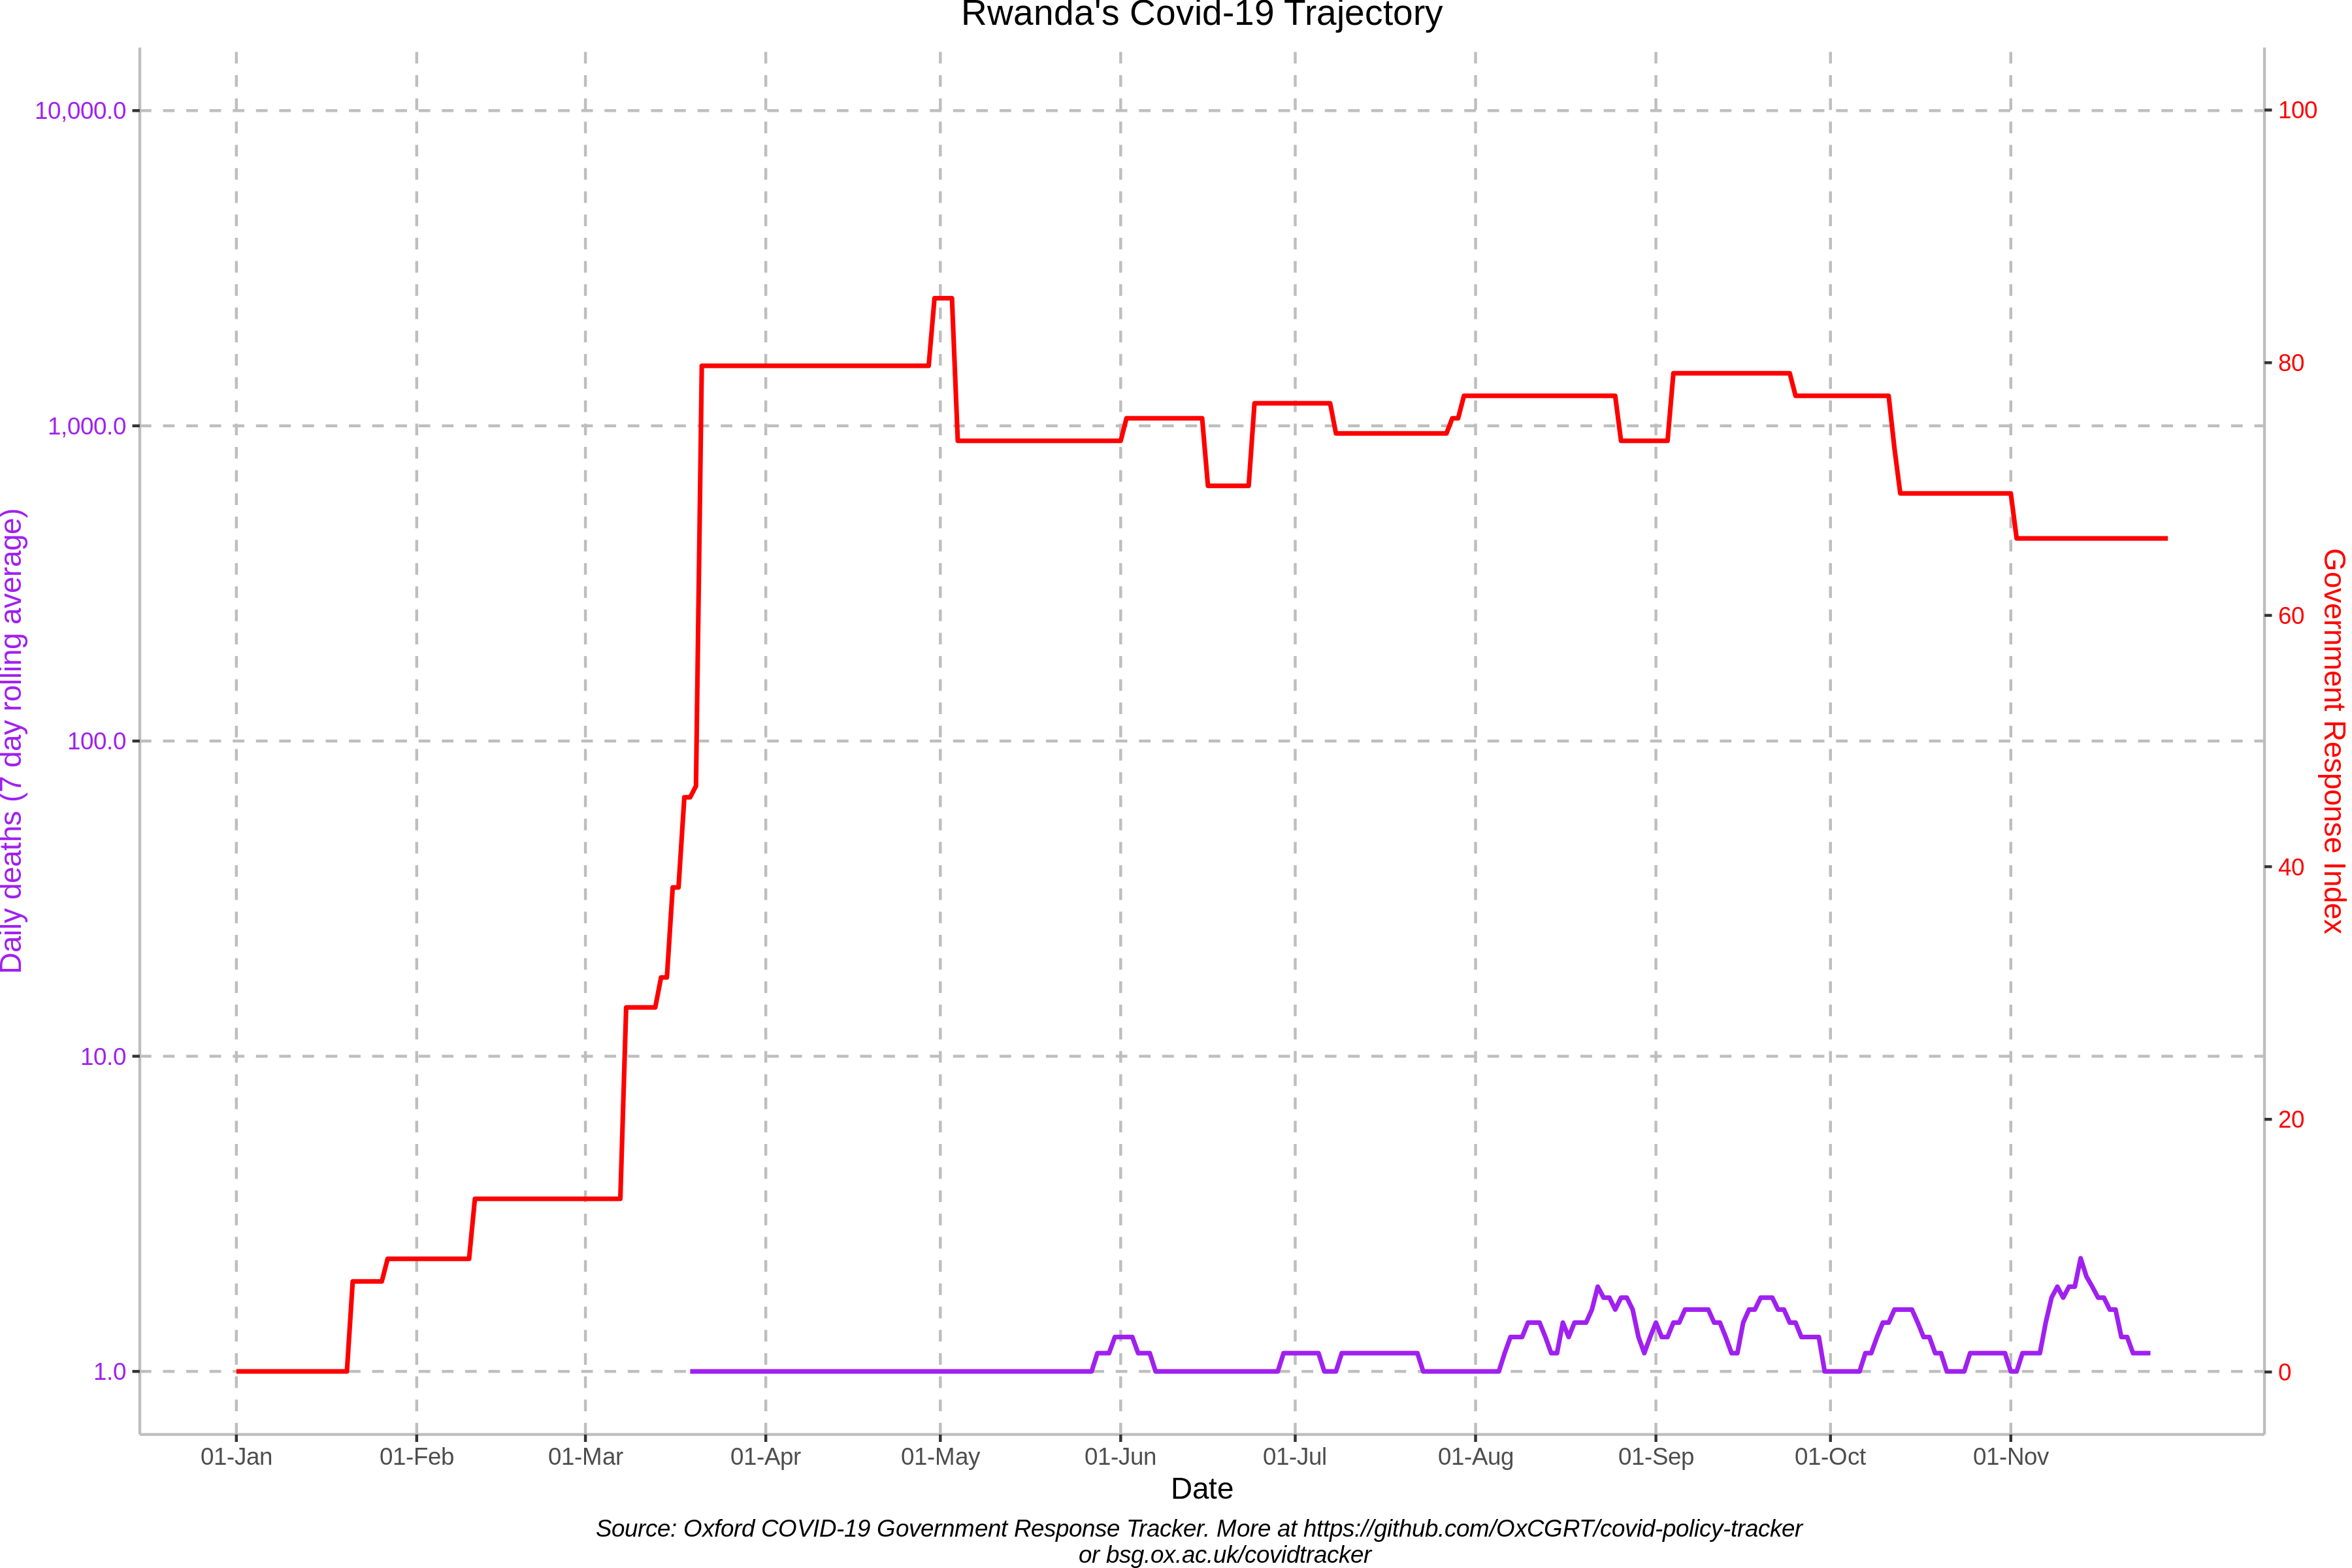 Rwanda's Covid-19 Trajectory
Daily deaths (7 day rolling average)
10,000.0
1,000.0
100.0
10.0
1.0
100
80
60
40
20
0
Government Response Index
01-Jan
01-Feb
01-Mar
01-Apr
01-May
01-Jun
01-Jul
01-Aug
01-Sep
01-Oct
01-Nov
Date
Source: Oxford COVID-19 Government Response Tracker. More at https://github.com/OxCGRT/covid-policy-tracker
or bsg.ox.ac.uk/covidtracker